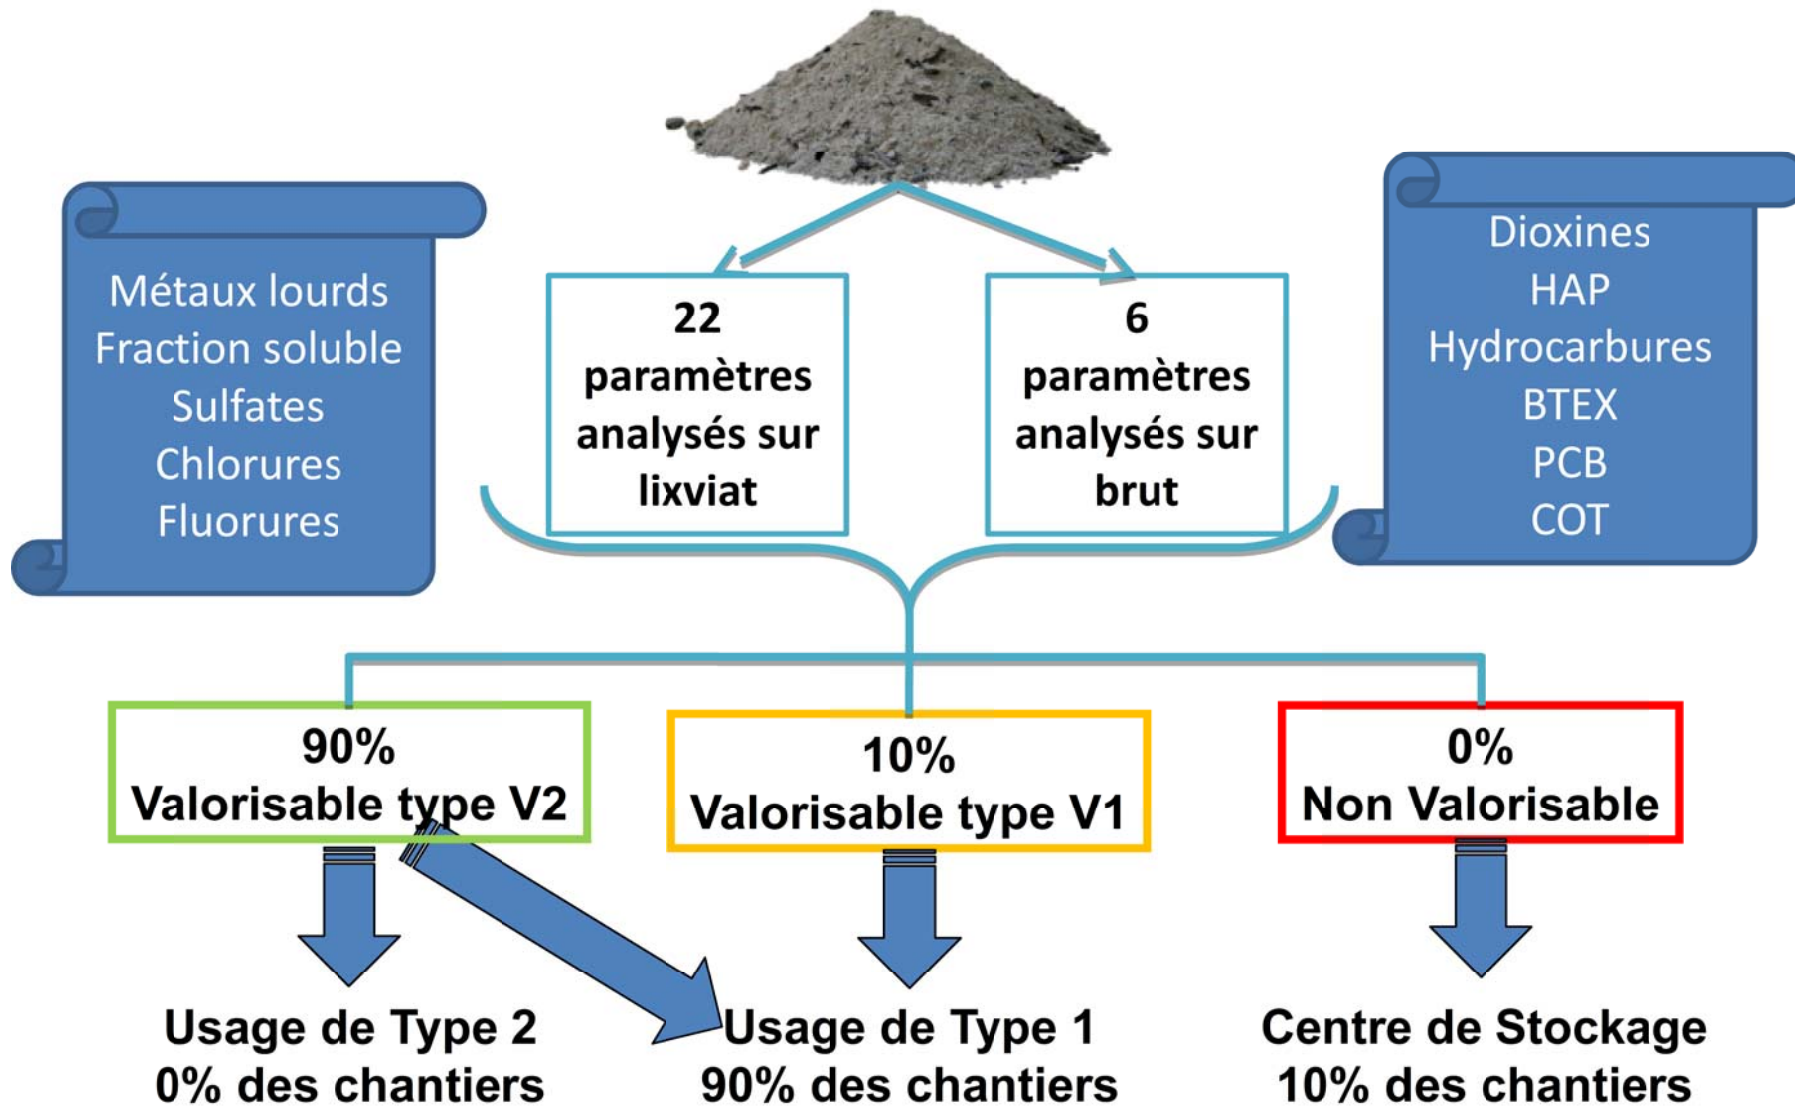 Métaux lourds
Fraction soluble
Sulfates
Chlorures
Fluorures
22
paramètres
analysés sur
lixviat
6
paramètres
analysés sur
brut
Dioxines
HAP
Hydrocarbures
BTEX
PCB
COT
90%
Valorisable type V2
10%
Valorisable type V1
0%
Non Valorisable
Usage de Type 2
0% des chantiers
Usage de Type 1
90% des chantiers
Centre de Stockage
10% des chantiers